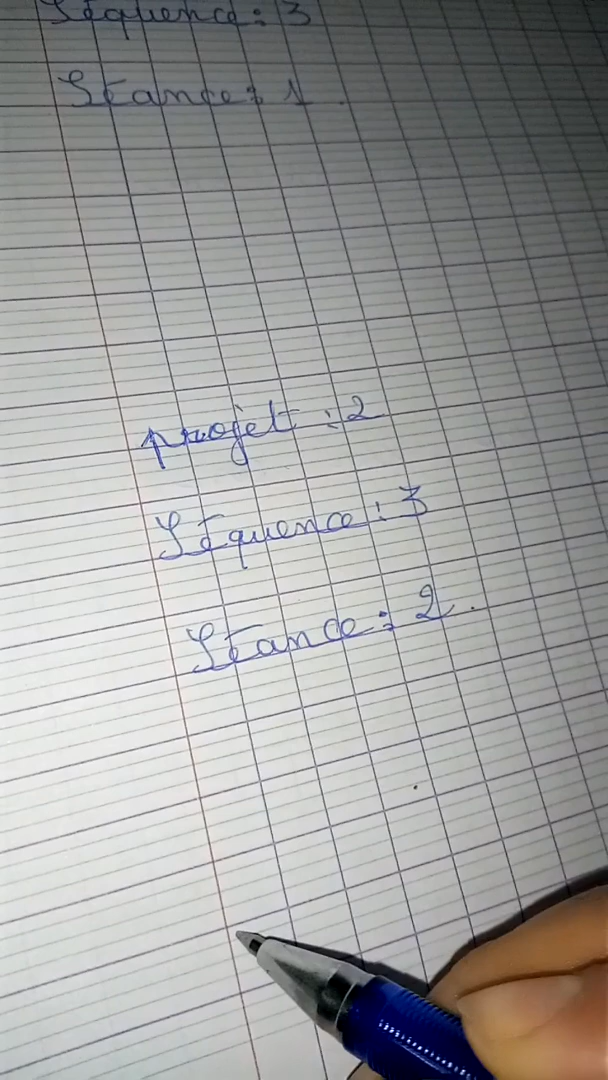 Séquence : 3
Séance : 1.
projet : 2
Séquence : 3
Séance : 2.